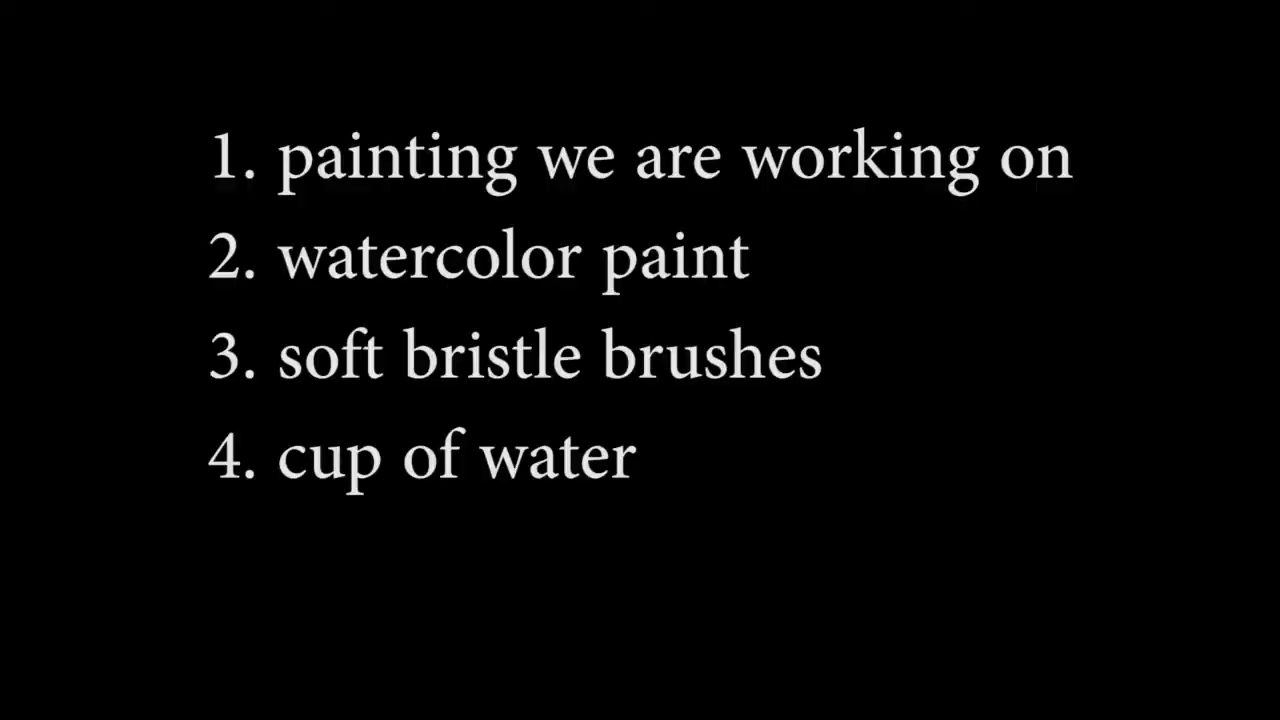 1. painting we are working on
2. watercolor paint
3. soft bristle brushes
4. cup of water